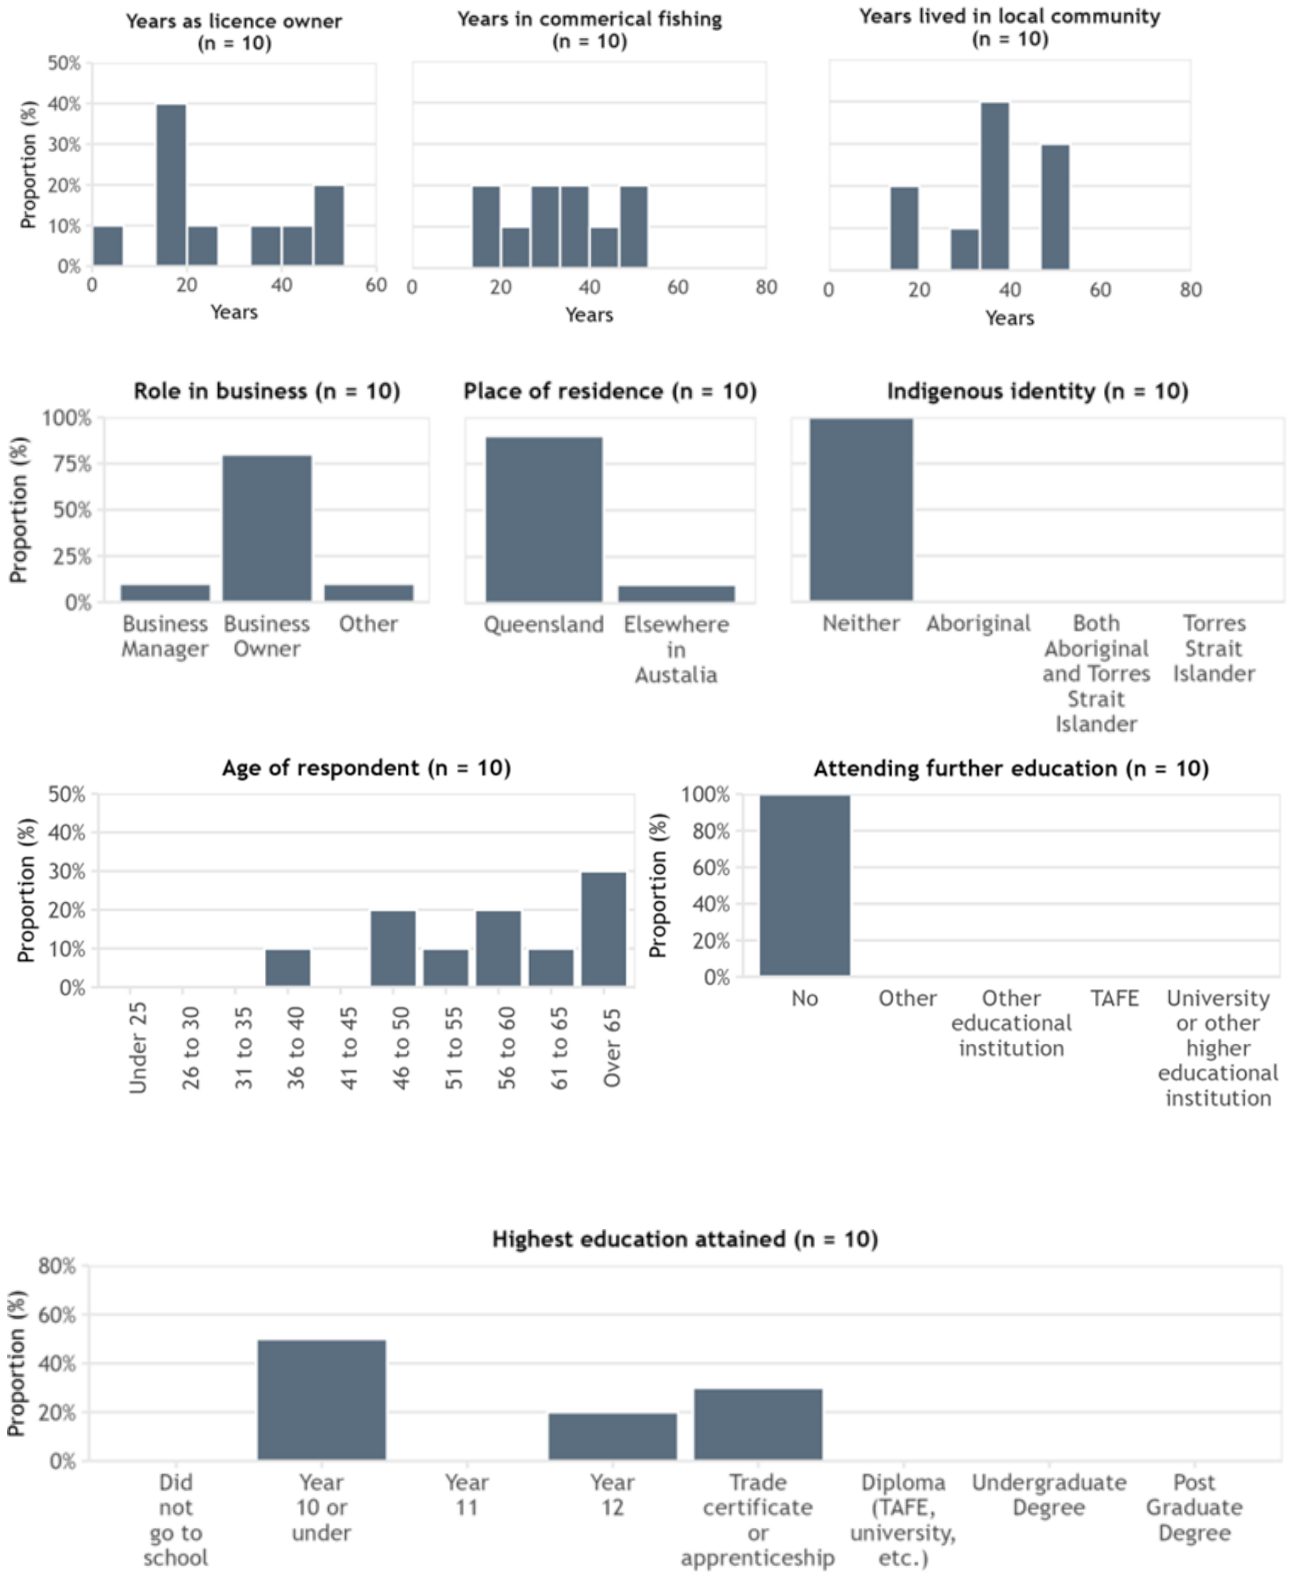 Years as licence owner
(n = 10)
Years in commerical fishing
(n = 10)
Years lived in local community
(n = 10)
Proportion (%)
50%
40%
30%
20%
10%
0%
0 20 40 60
Years
0 20 40 60 80
Years
0 20 40 60 80
Years
Role in business (n = 10)
Place of residence (n = 10)
Indigenous identity (n = 10)
Proportion (%)
100%
75%
50%
25%
0%
Business
Manager
Business
Owner
Other
Queensland
Elsewhere
in
Austalia
Neither
Aboriginal
Both
Aboriginal
and Torres
Strait
Islander
Torres
Strait
Islander
Age of respondent (n = 10)
Proportion (%)
50%
40%
30%
20%
10%
0%
Under 25
26 to 30
31 to 35
36 to 40
41 to 45
46 to 50
51 to 55
56 to 60
61 to 65
Over 65
Attending further education (n = 10)
Proportion (%)
100%
80%
60%
40%
20%
0%
No
Other
Other
educational
institution
TAFE
University
or other
higher
educational
institution
Highest education attained (n = 10)
Proportion (%)
80%
60%
40%
20%
0%
Did
not
go to
school
Year
10 or
under
Year
11
Year
12
Trade
certificate
or
apprenticeship
Diploma
(TAFE,
university,
etc.)
Undergraduate
Degree
Post
Graduate
Degree